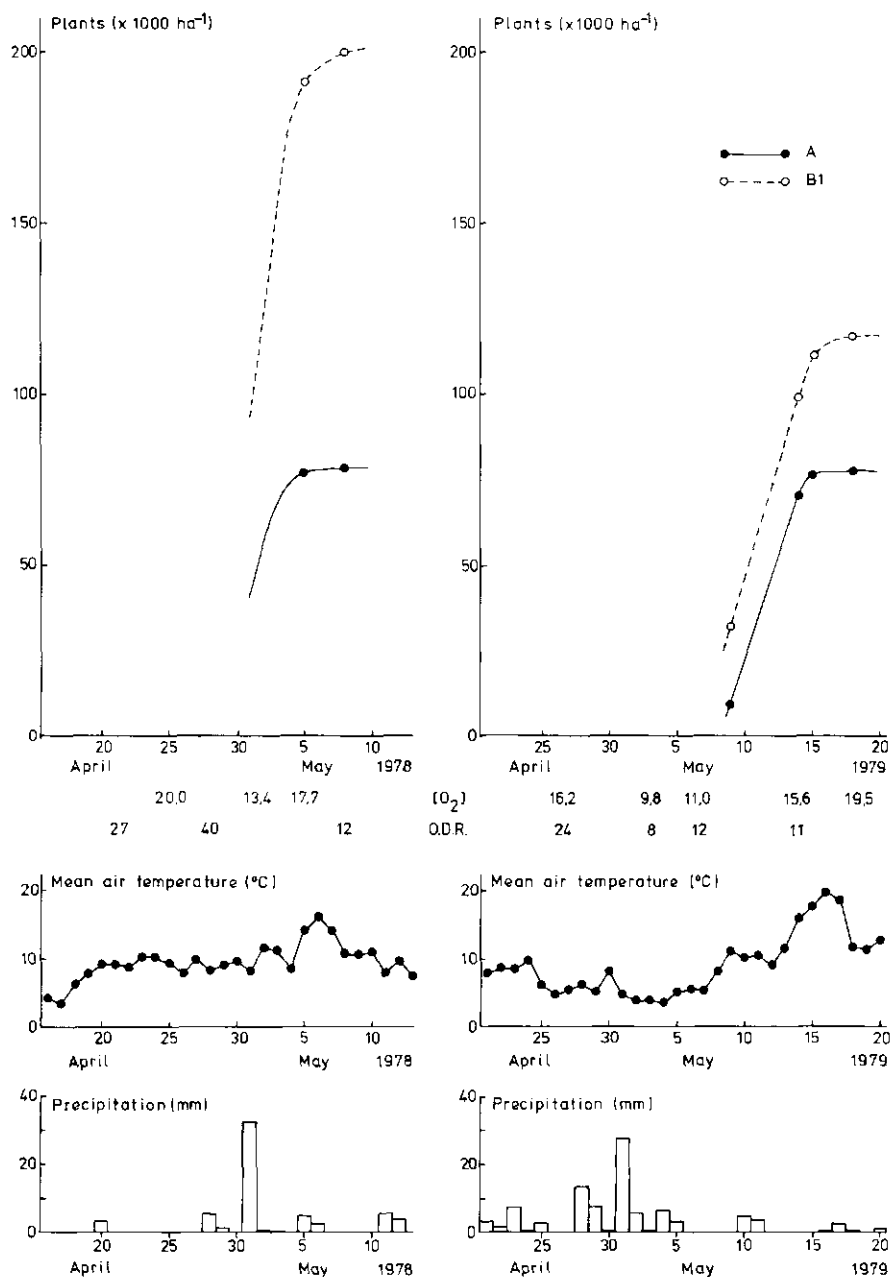 Plants (x 1000 ha⁻¹)
Plants (x1000 ha⁻¹)
200
200
A
B1
150
150
100
100
50
50
0
0
20 25 30 5 10
25 30 5 10 15 20
April May 1978
April May 1979
20,0 13,4 17,7 [O₂] 16,2 9,8 11,0 15,6 19,5
27 40 12 O.D.R. 24 8 12 11
Mean air temperature (°C)
Mean air temperature (°C)
20
20
10
10
0
0
20 25 30 5 10
25 30 5 10 15 20
April May 1978
April May 1979
40
40
Precipitation (mm)
Precipitation (mm)
20
20
0
0
20 25 30 5 10
25 30 5 10 15 20
April May 1978
April May 1979